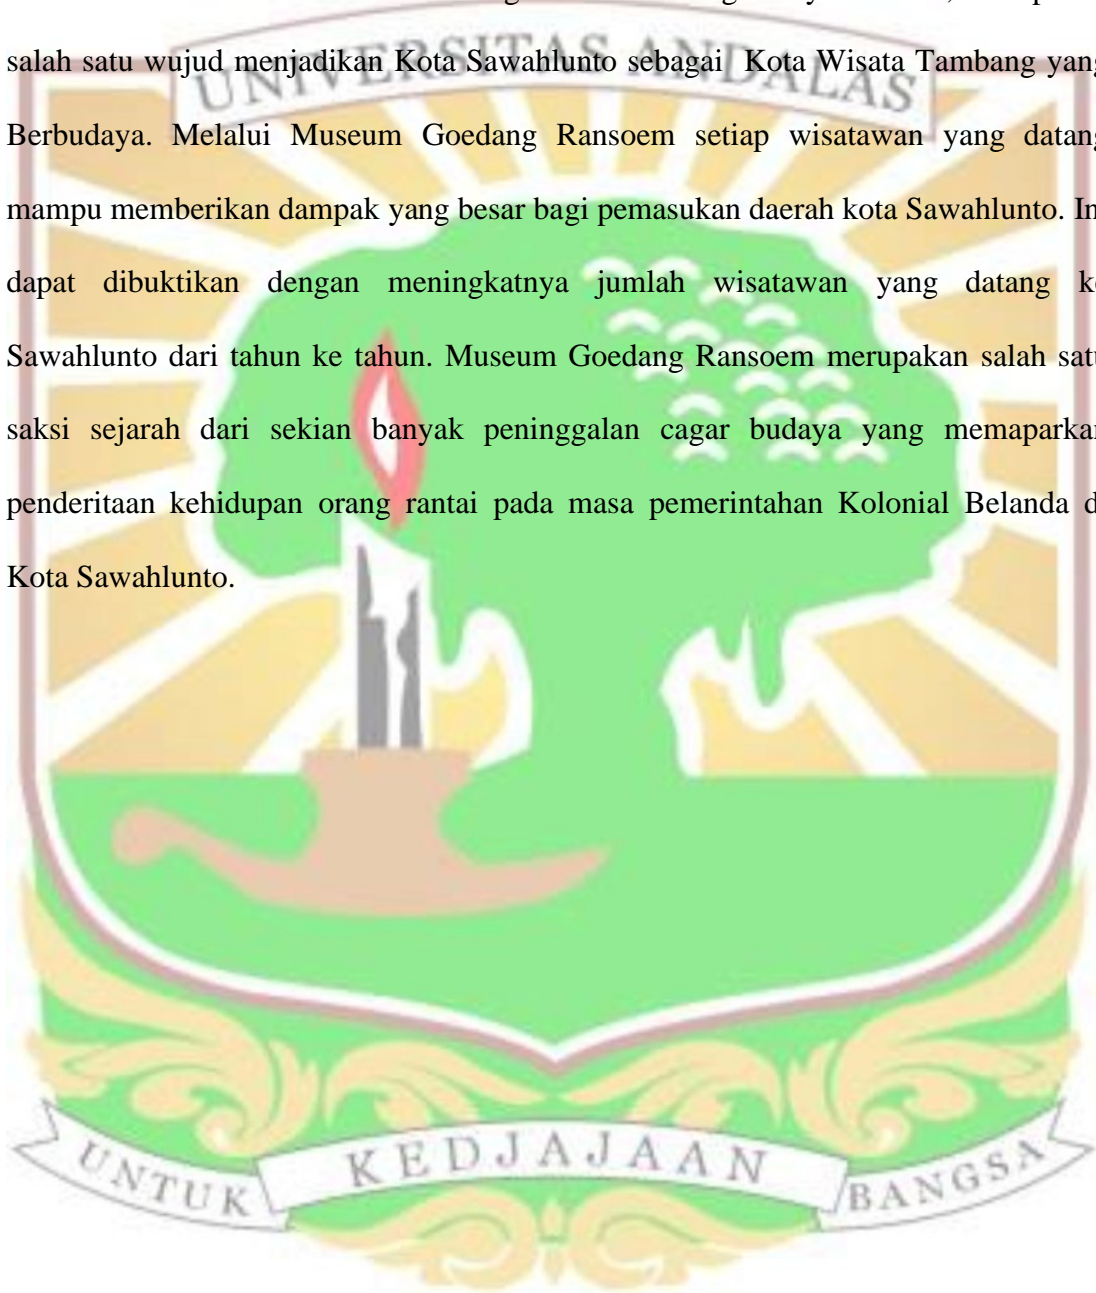 salah satu wujud menjadikan Kota Sawahlunto sebagai Kota Wisata Tambang yang
UNIVERSITAS ANDALAS
Berbudaya. Melalui Museum Goedang Ransoem setiap wisatawan yang datang
mampu memberikan dampak yang besar bagi pemasukan daerah kota Sawahlunto. In
dapat dibuktikan dengan meningkatnya jumlah wisatawan yang datang ke
Sawahlunto dari tahun ke tahun. Museum Goedang Ransoem merupakan salah satu
saksi sejarah dari sekian banyak peninggalan cagar budaya yang memaparkan
penderitaan kehidupan orang rantai pada masa pemerintahan Kolonial Belanda d
Kota Sawahlunto.
UNTUK KEDJAJAAN BANGSA